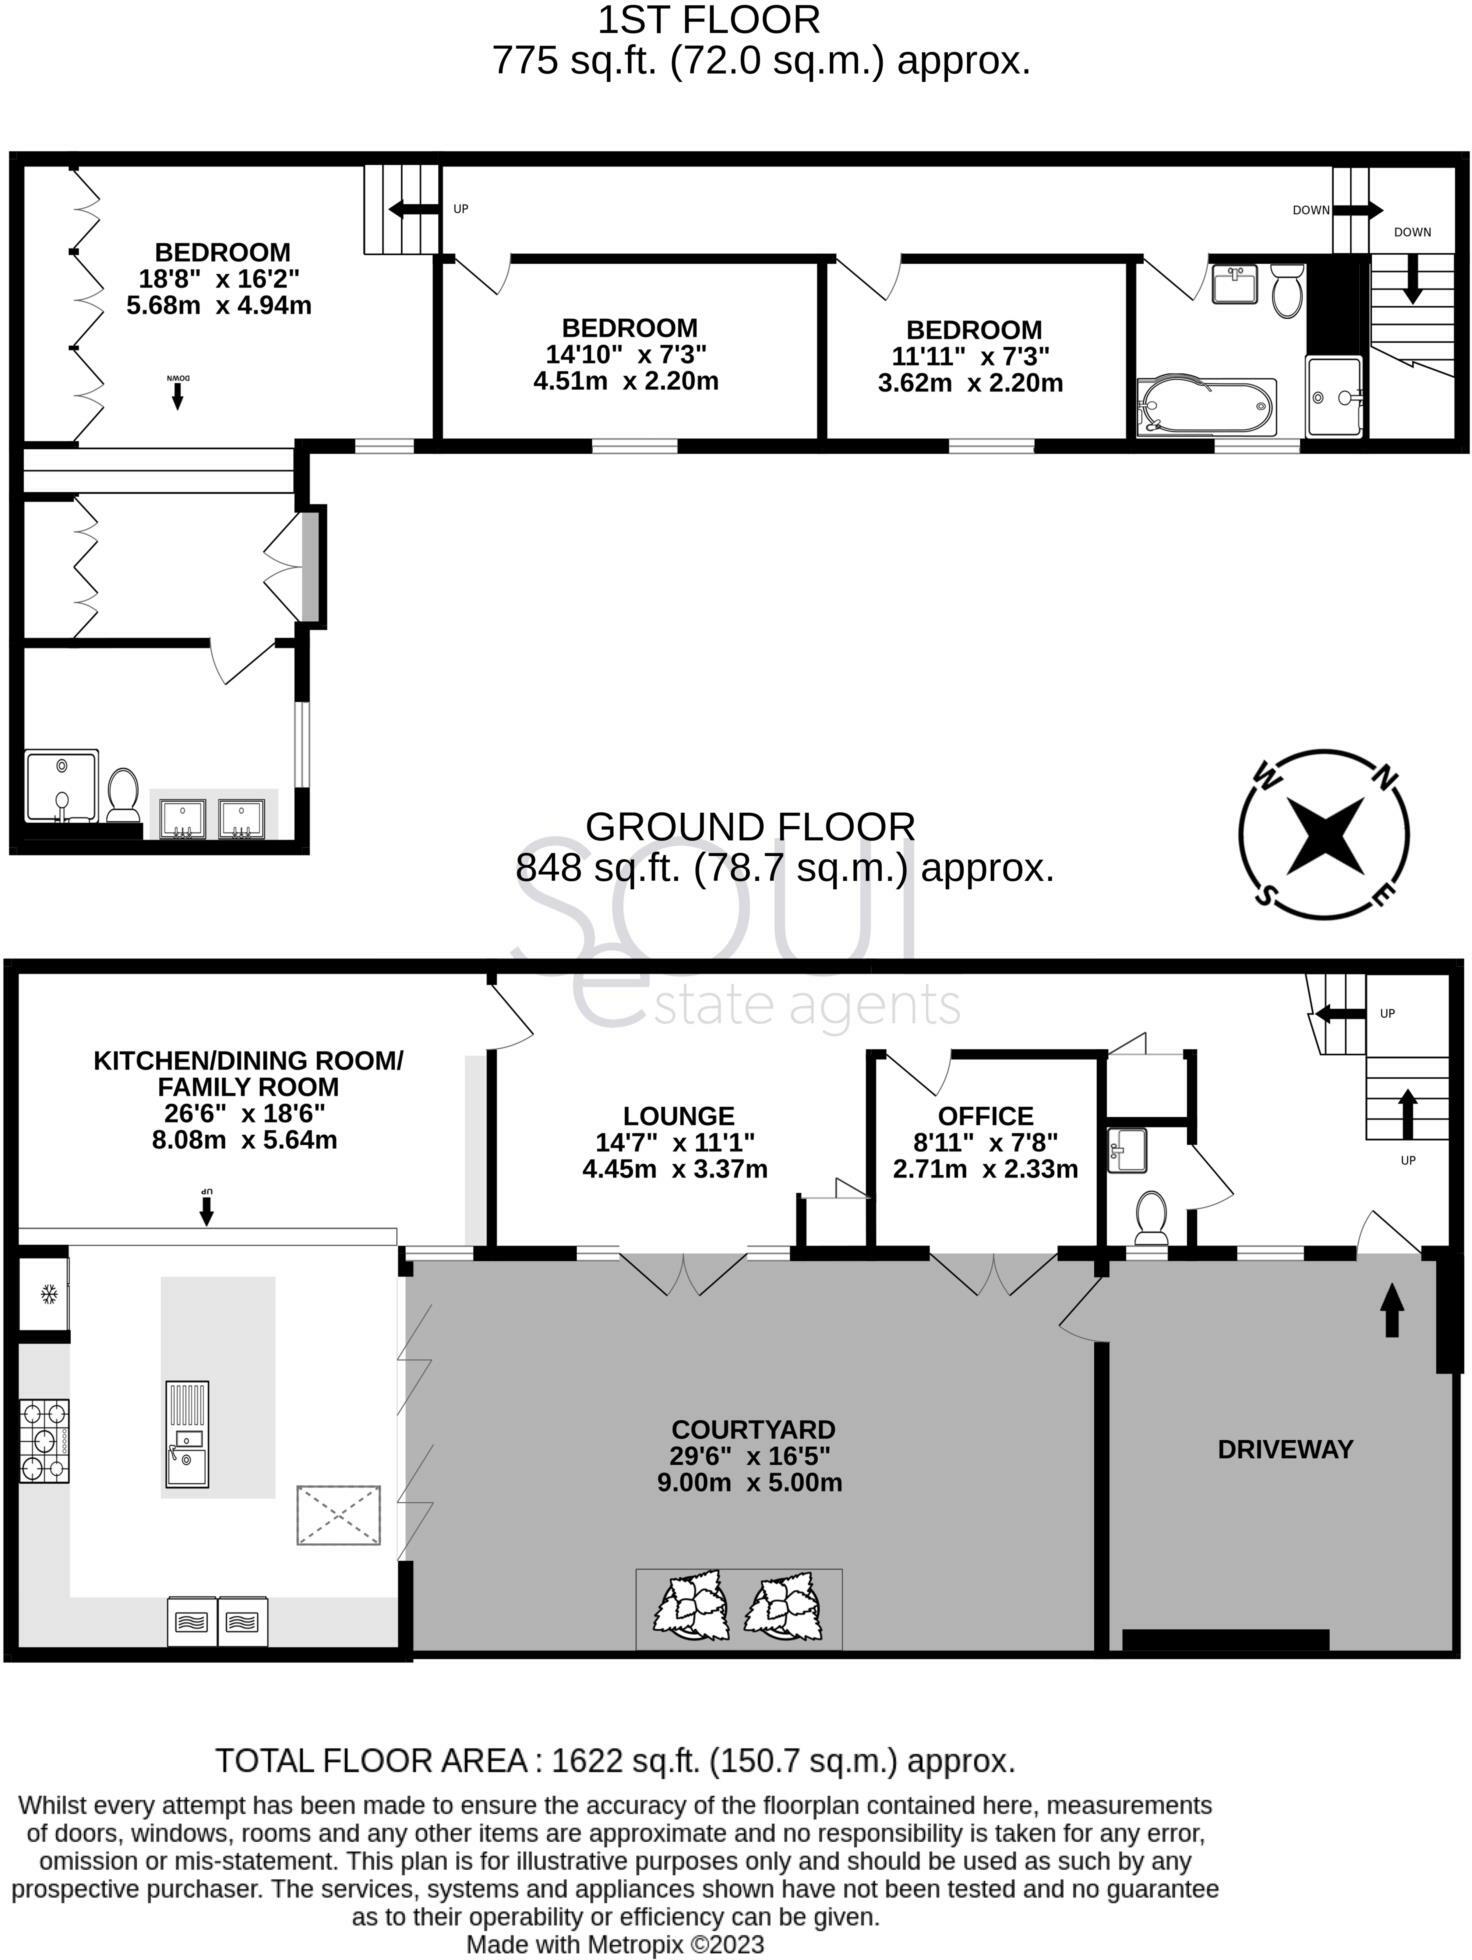 1ST FLOOR
775 sq.ft. (72.0 sq.m.) approx.
UP
DOWN
DOWN
BEDROOM
18'8" x 16'2"
5.68m x 4.94m
DOWN
BEDROOM
14'10" x 7'3"
4.51m x 2.20m
BEDROOM
11'11" x 7'3"
3.62m x 2.20m
W
N
S
E
GROUND FLOOR
848 sq.ft. (78.7 sq.m.) approx.
SOUL
estate agents
KITCHEN/DINING ROOM/
FAMILY ROOM
26'6" x 18'6"
8.08m x 5.64m
UP
LOUNGE
14'7" x 11'1"
4.45m x 3.37m
OFFICE
8'11" x 7'8"
2.71m x 2.33m
UP
UP
COURTYARD
29'6" x 16'5"
9.00m x 5.00m
DRIVEWAY
TOTAL FLOOR AREA : 1622 sq.ft. (150.7 sq.m.) approx.
Whilst every attempt has been made to ensure the accuracy of the floorplan contained here, measurements
of doors, windows, rooms and any other items are approximate and no responsibility is taken for any error,
omission or mis-statement. This plan is for illustrative purposes only and should be used as such by any
prospective purchaser. The services, systems and appliances shown have not been tested and no guarantee
as to their operability or efficiency can be given.
Made with Metropix ©2023